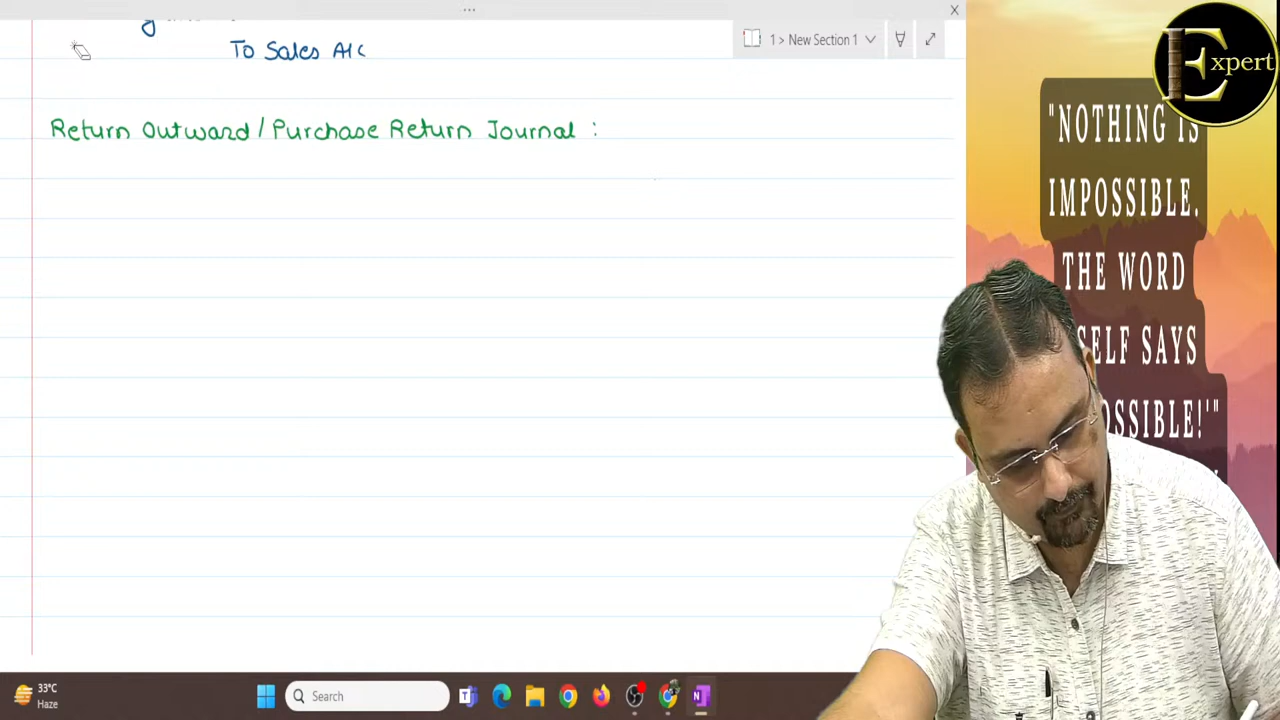 To Sales A/C
1 > New Section 1
Return Outward / Purchase Return Journal :
Expert
"NOTHING IS
IMPOSSIBLE.
THE WORD
SELF SAYS
OSSIBLE!'"
33°C
Haze
Search